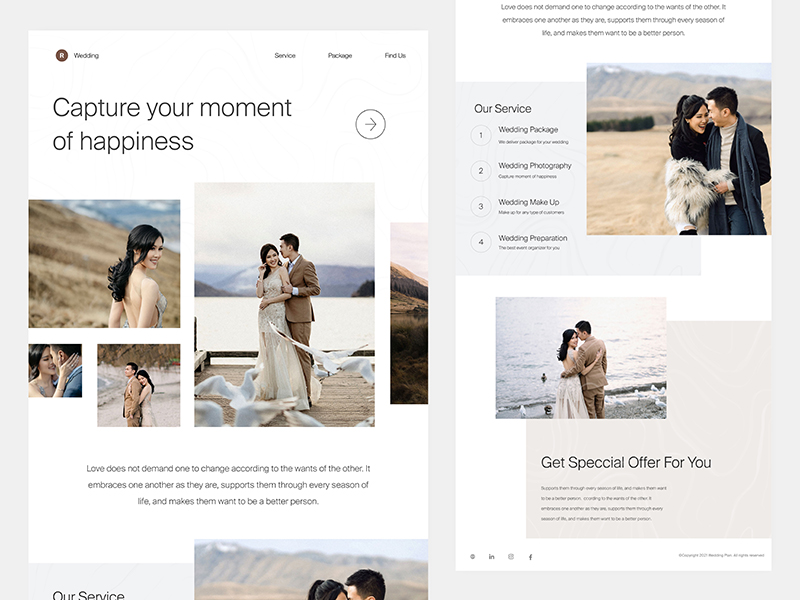 R Wedding
Service Package Find Us
Capture your moment
of happiness
Love does not demand one to change according to the wants of the other. It
embraces one another as they are, supports them through every season of
life, and makes them want to be a better person.
Our Service
Love does not demand one to change according to the wants of the other. It
embraces one another as they are, supports them through every season of
life, and makes them want to be a better person.
Our Service
1 Wedding Package
We deliver package for your wedding
2 Wedding Photography
Capture moment of happiness
3 Wedding Make Up
Make up for any type of customers
4 Wedding Preparation
The best event organizer for you
Get Speccial Offer For You
Supports them through every season of life, and makes them want
to be a better person. ccording to the wants of the other. It
embraces one another as they are, supports them through every
season of life, and makes them want to be a better person.
©Copyright 2021 Wedding Plan. All rights reserved